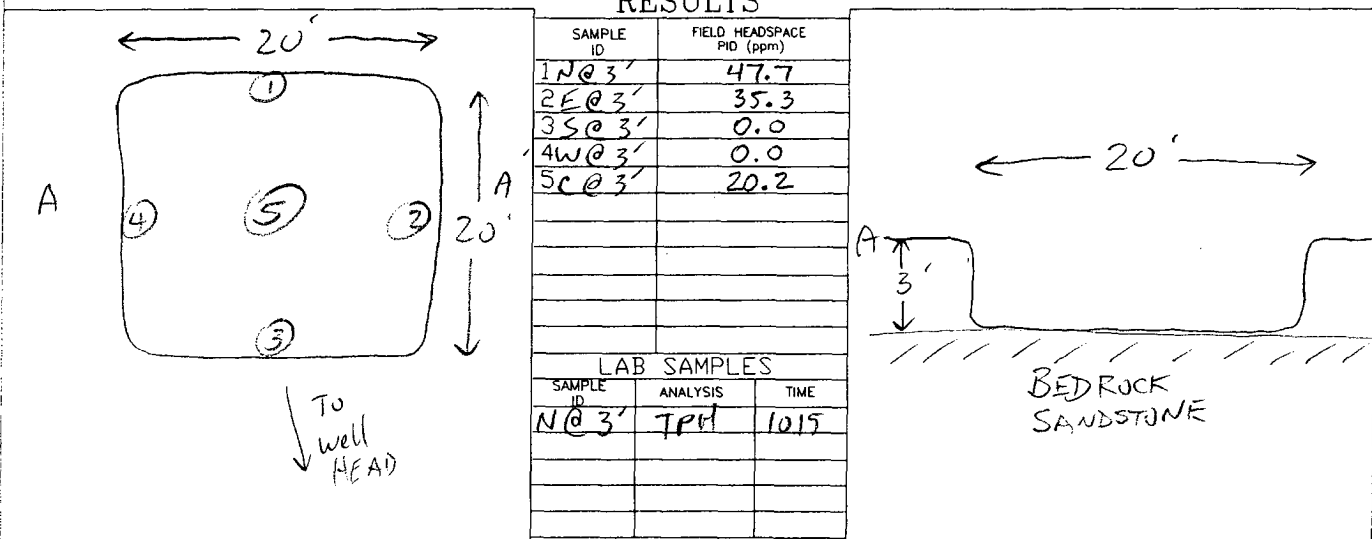 RESULTS
20'
1
A
4
5
2
A'
20'
3
TO
well
HEAD
SAMPLE ID FIELD HEADSPACE PID (ppm)
1N@3' 47.7
2E@3' 35.3
3S@3' 0.0
4W@3' 0.0
5C@3' 20.2
LAB SAMPLES
SAMPLE ID ANALYSIS TIME
N@3' TPH 1015
20'
A
3'
BEDROCK
SANDSTONE